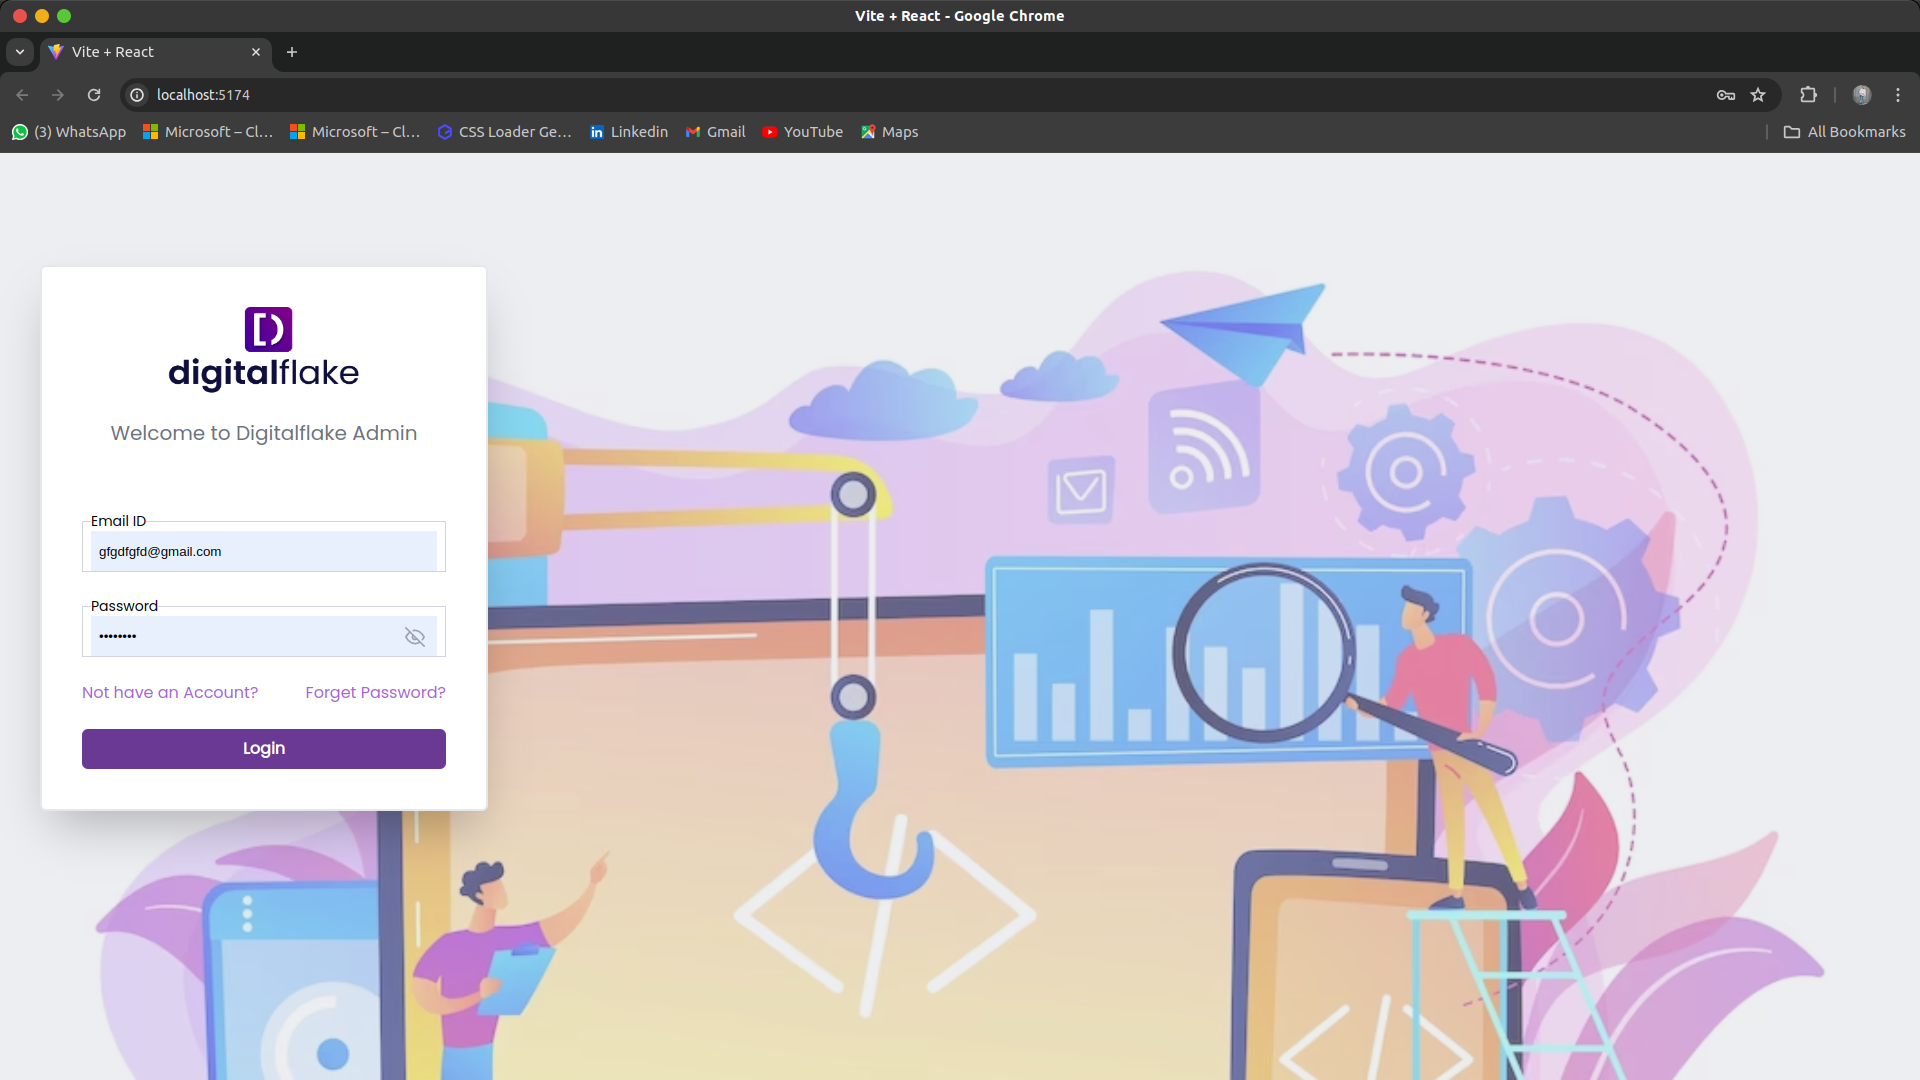 Vite + React - Google Chrome
Vite + React
localhost:5174
(3) WhatsApp Microsoft – Cl... Microsoft – Cl... CSS Loader Ge... Linkedin Gmail YouTube Maps All Bookmarks
digitalflake
Welcome to Digitalflake Admin
Email ID
gfgdfgfd@gmail.com
Password
••••••••
Not have an Account? Forget Password?
Login